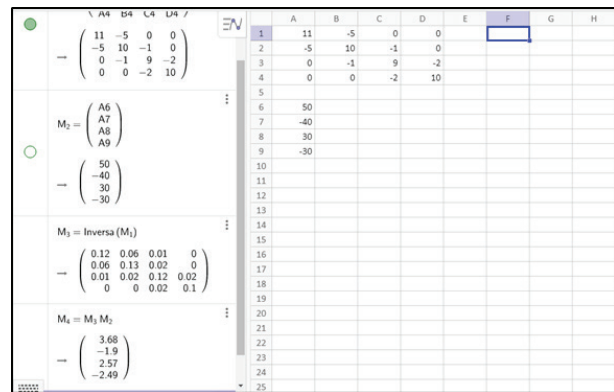 A4 B4 C4 D4
→ 11 −5 0 0
−5 10 −1 0
0 −1 9 −2
0 0 −2 10
M₂ = A6
A7
A8
A9
→ 50
−40
30
−30
M₃ = Inversa (M₁)
→ 0.12 0.06 0.01 0
0.06 0.13 0.02 0
0.01 0.02 0.12 0.02
0 0 0.02 0.1
M₄ = M₃ M₂
→ 3.68
−1.9
2.57
−2.49
A B C D E F G H
1 11 -5 0 0
2 -5 10 -1 0
3 0 -1 9 -2
4 0 0 -2 10
5
6 50
7 -40
8 30
9 -30
10
11
12
13
14
15
16
17
18
19
20
21
22
23
24
25